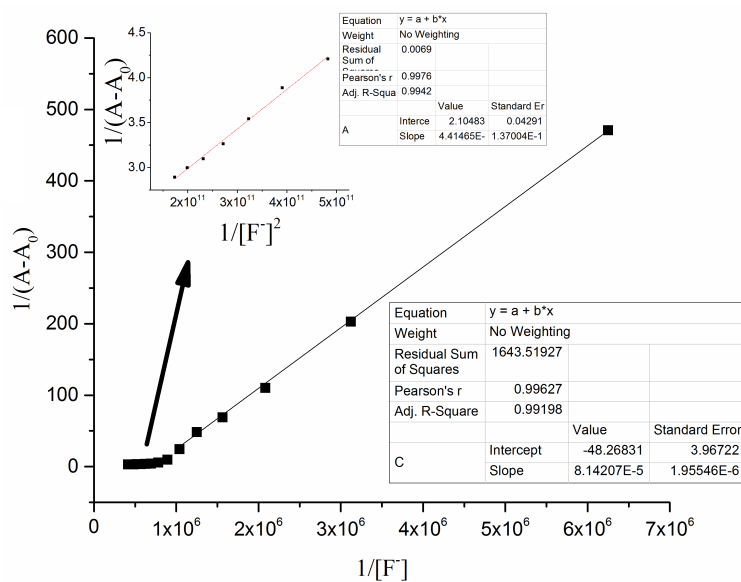 600
500
400
300
200
100
0
1/(A-A0)
0
1x10^6
2x10^6
3x10^6
4x10^6
5x10^6
6x10^6
7x10^6
1/[F-]
4.5
4.0
3.5
3.0
1/(A-A0)
2x10^11
3x10^11
4x10^11
5x10^11
1/[F-]^2
Equation y = a + b*x
Weight No Weighting
Residual 0.0069
Sum of
Pearson's r 0.9976
Adj. R-Squa 0.9942
Value Standard Er
A
Interce 2.10483 0.04291
Slope 4.41465E- 1.37004E-1
Equation y = a + b*x
Weight No Weighting
Residual Sum 1643.51927
of Squares
Pearson's r 0.99627
Adj. R-Square 0.99198
Value Standard Error
C
Intercept -48.26831 3.96722
Slope 8.14207E-5 1.95546E-6